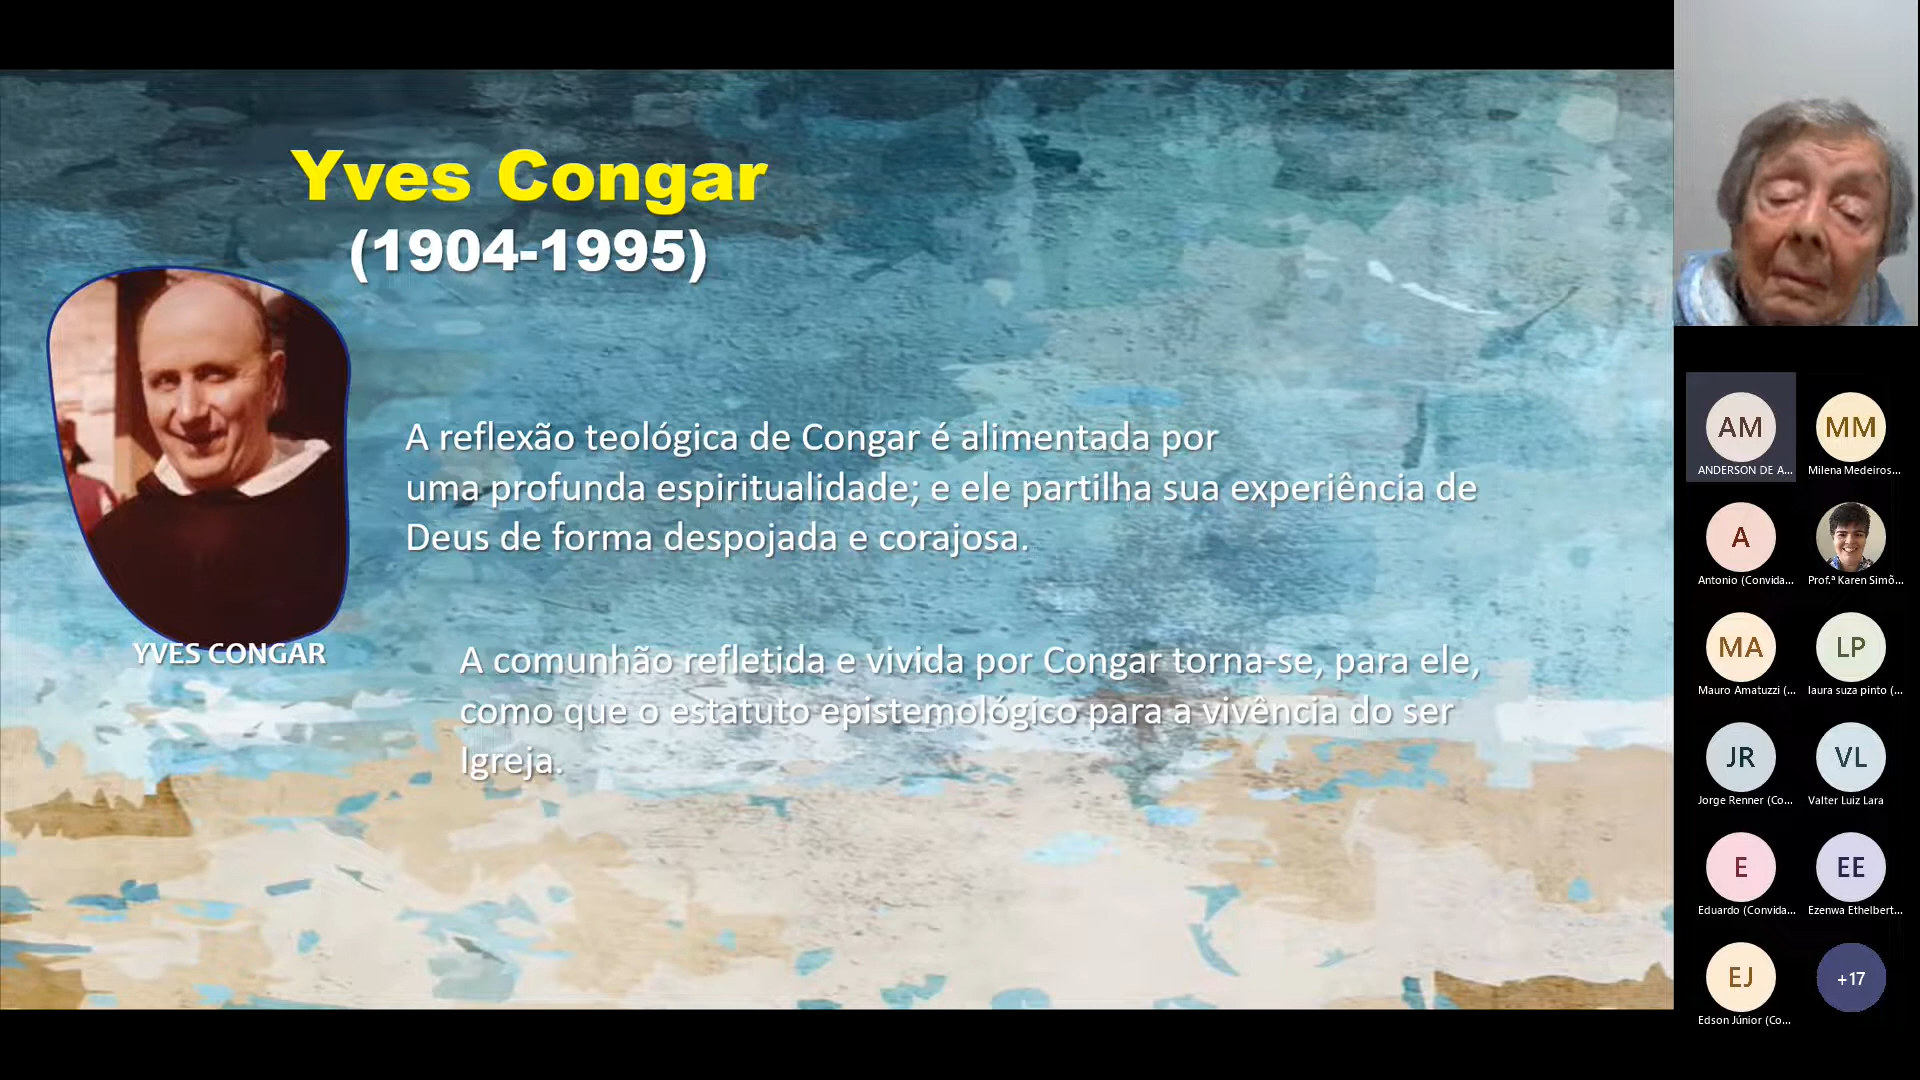 Yves Congar
(1904-1995)
A reflexão teológica de Congar é alimentada por
uma profunda espiritualidade; e ele partilha sua experiência de
Deus de forma despojada e corajosa.
YVES CONGAR
A comunhão refletida e vivida por Congar torna-se, para ele,
como que o estatuto epistemológico para a vivência do ser
Igreja.
AM
MM
ANDERSON DE A...
Milena Medeiros...
A
Antonio (Convida...
Prof.ª Karen Simõ...
MA
LP
Mauro Amatuzzi (...
laura suza pinto (...
JR
VL
Jorge Renner (Co...
Valter Luiz Lara
E
EE
Eduardo (Convida...
Ezenwa Ethelbert...
EJ
+17
Edson Júnior (Co...